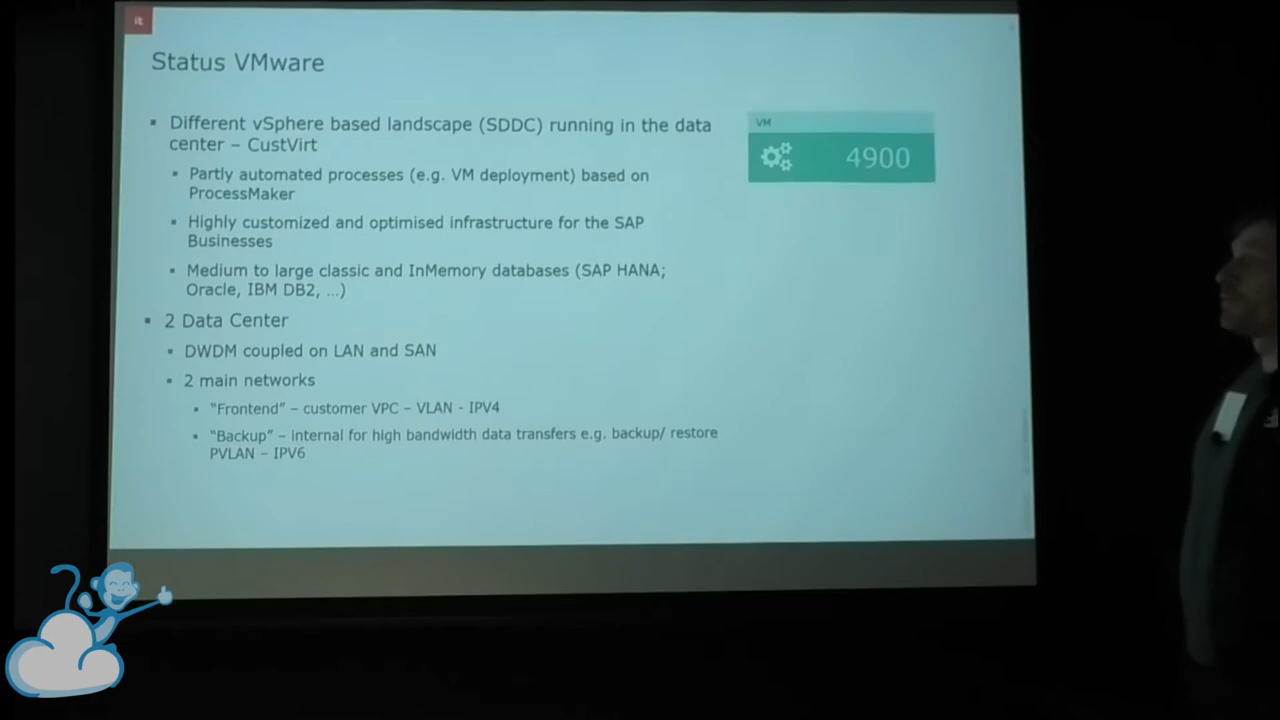 it
Status VMware
▪ Different vSphere based landscape (SDDC) running in the data
center – CustVirt
▪ Partly automated processes (e.g. VM deployment) based on
ProcessMaker
▪ Highly customized and optimised infrastructure for the SAP
Businesses
▪ Medium to large classic and InMemory databases (SAP HANA;
Oracle, IBM DB2, ...)
▪ 2 Data Center
▪ DWDM coupled on LAN and SAN
▪ 2 main networks
▪ “Frontend” – customer VPC – VLAN - IPV4
▪ “Backup” – internal for high bandwidth data transfers e.g. backup/ restore
PVLAN – IPV6
VM
4900